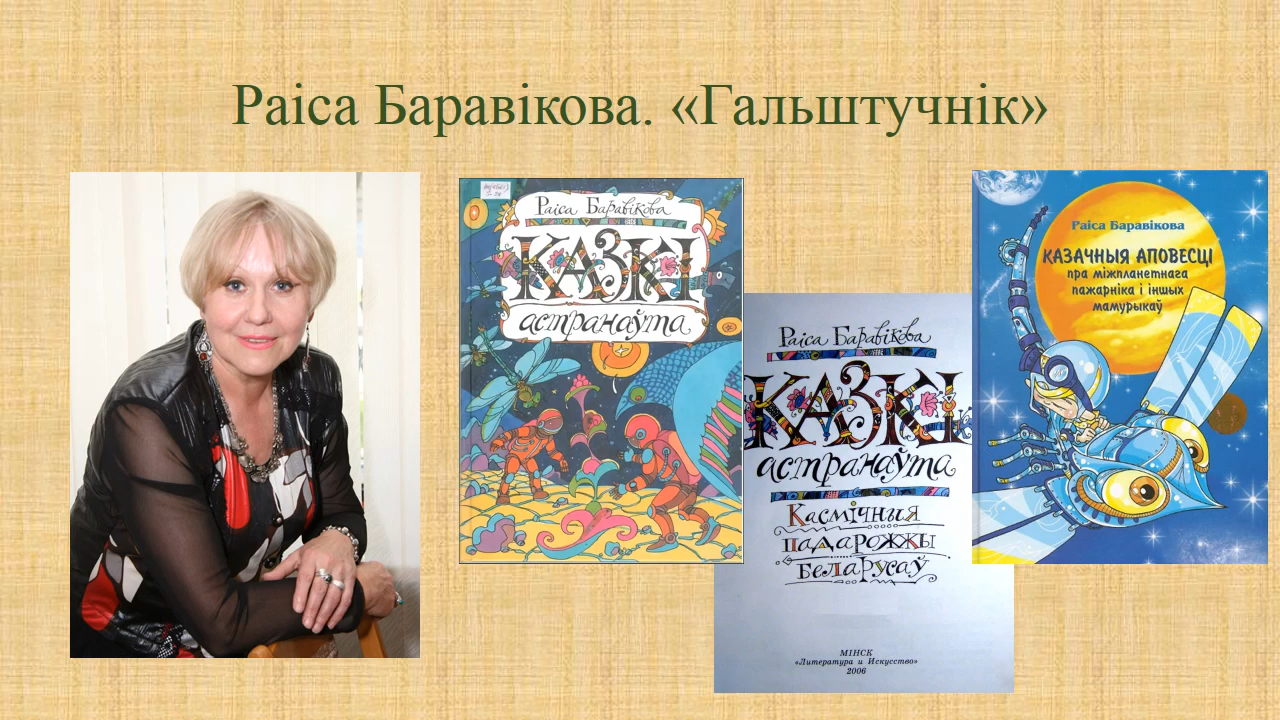 Раіса Баравікова. «Гальштучнік»
Раіса Баравікова
КАЗКІ
астранаўта
Раіса Баравікова
КАЗКІ
астранаўта
Касмічныя
падарожжы
беларусаў
МІНСК
«Литература и Искусство»
2006
Раіса Баравікова
КАЗАЧНЫЯ АПОВЕСЦІ
пра міжпланетнага
пажарніка і іншых
мамурыкаў